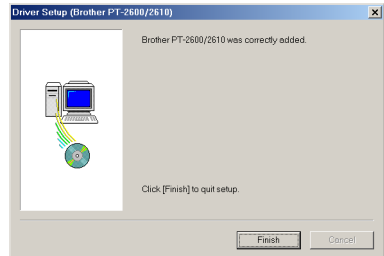 Driver Setup (Brother PT-2600/2610)
Brother PT-2600/2610 was correctly added.
Click [Finish] to quit setup.
Finish
Cancel